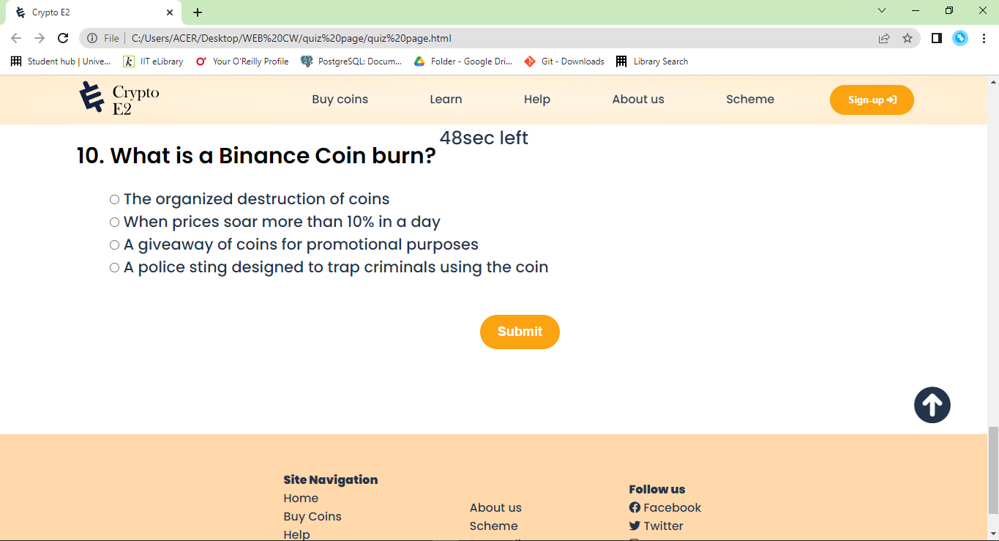 Crypto E2
File C:/Users/ACER/Desktop/WEB%20CW/quiz%20page/quiz%20page.html
Student hub | Unive... IIT eLibrary Your O'Reilly Profile PostgreSQL: Docum... Folder - Google Dri... Git - Downloads Library Search
Crypto
E2
Buy coins Learn Help About us Scheme Sign-up
48sec left
10. What is a Binance Coin burn?
The organized destruction of coins
When prices soar more than 10% in a day
A giveaway of coins for promotional purposes
A police sting designed to trap criminals using the coin
Submit
Site Navigation
Home
Buy Coins
Help
About us
Scheme
Follow us
Facebook
Twitter